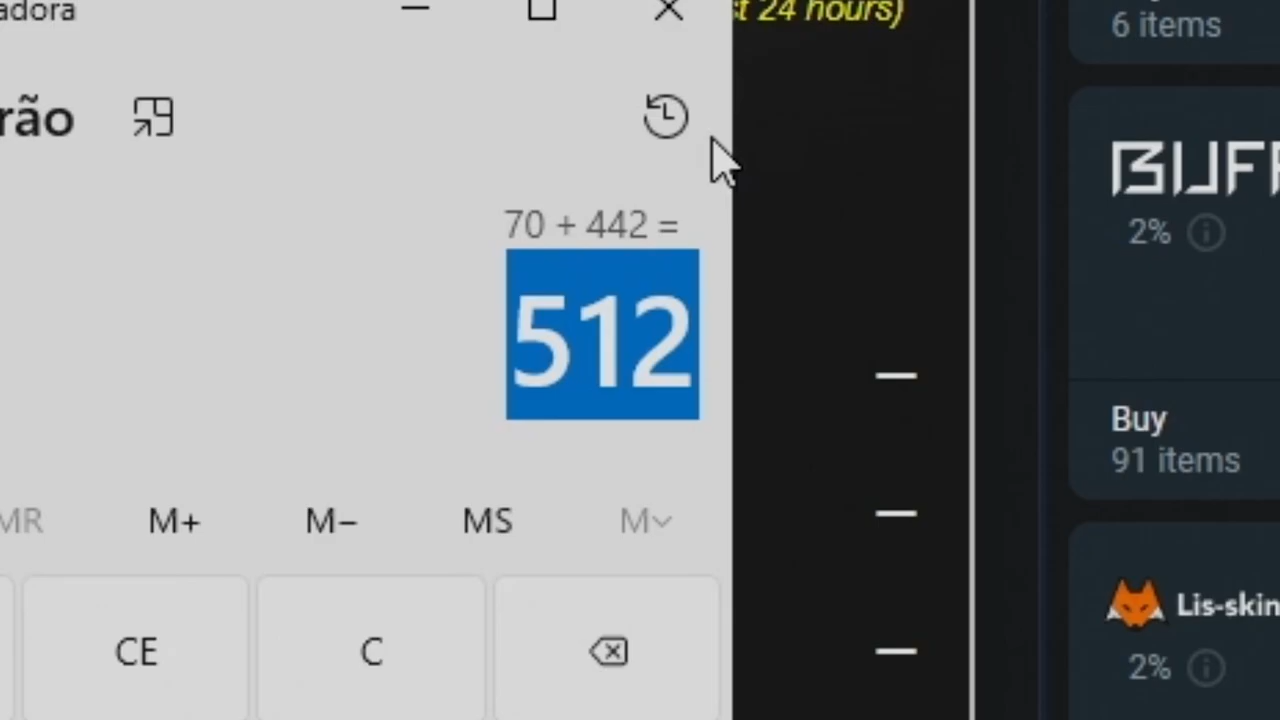 adora
rão
70 + 442 =
512
MR
M+
M−
MS
M
CE
C
st 24 hours)
6 items
BUFF
2%
Buy
91 items
Lis-skin
2%